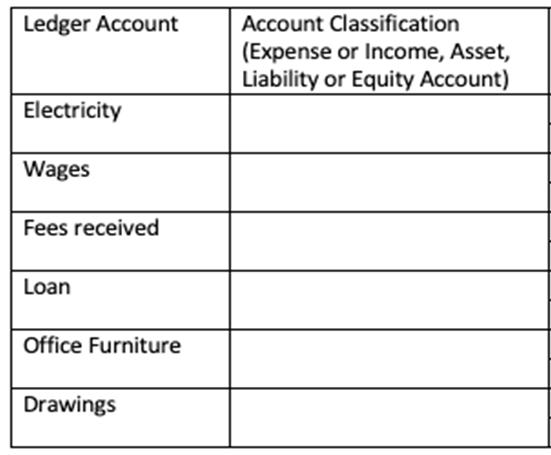 Ledger Account
Account Classification
(Expense or Income, Asset,
Liability or Equity Account)
Electricity
Wages
Fees received
Loan
Office Furniture
Drawings